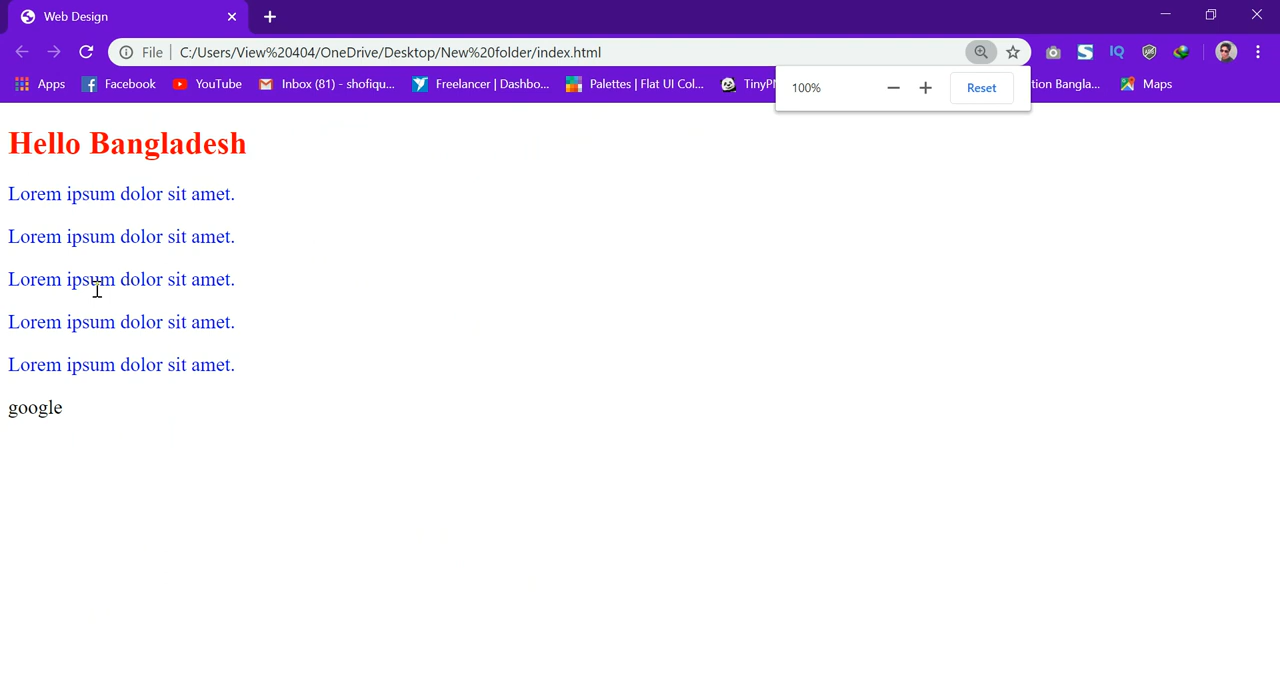 Web Design
File
C:/Users/View%20404/OneDrive/Desktop/New%20folder/index.html
Apps Facebook YouTube Inbox (81) - shofiqu... Freelancer | Dashbo... Palettes | Flat UI Col... tion Bangla... Maps
100% Reset
Hello Bangladesh
Lorem ipsum dolor sit amet.
Lorem ipsum dolor sit amet.
Lorem ipsum dolor sit amet.
Lorem ipsum dolor sit amet.
Lorem ipsum dolor sit amet.
google